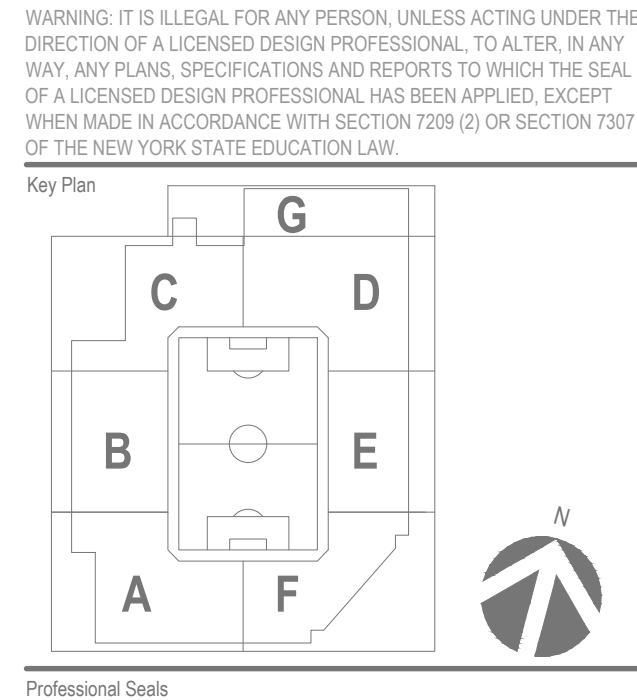 WARNING: IT IS ILLEGAL FOR ANY PERSON, UNLESS ACTING UNDER THE
DIRECTION OF A LICENSED DESIGN PROFESSIONAL, TO ALTER, IN ANY
WAY, ANY PLANS, SPECIFICATIONS AND REPORTS TO WHICH THE SEAL
OF A LICENSED DESIGN PROFESSIONAL HAS BEEN APPLIED, EXCEPT
WHEN MADE IN ACCORDANCE WITH SECTION 7209 (2) OR SECTION 7307
OF THE NEW YORK STATE EDUCATION LAW.
Key Plan
G
C D
B E
N
A F
Professional Seals